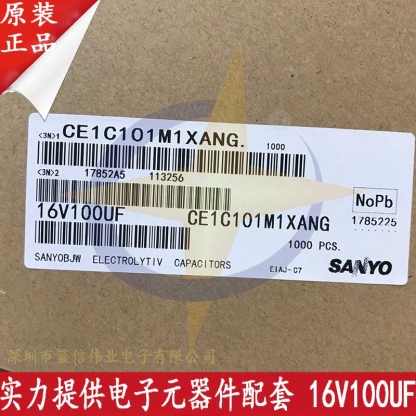 原装
正品
<3N>1 CE1C101M1XANG. 1000
<3N>2 17852A5 113256
NoPb
16V100UF CE1C101M1XANG 1785225
1000 PCS.
SANYOBJW ELECTROLYTIV CAPACITORS EIAJ-C7 SANYO
深圳市蓝信伟业电子有限公司
实力提供电子元器件配套 16V100UF